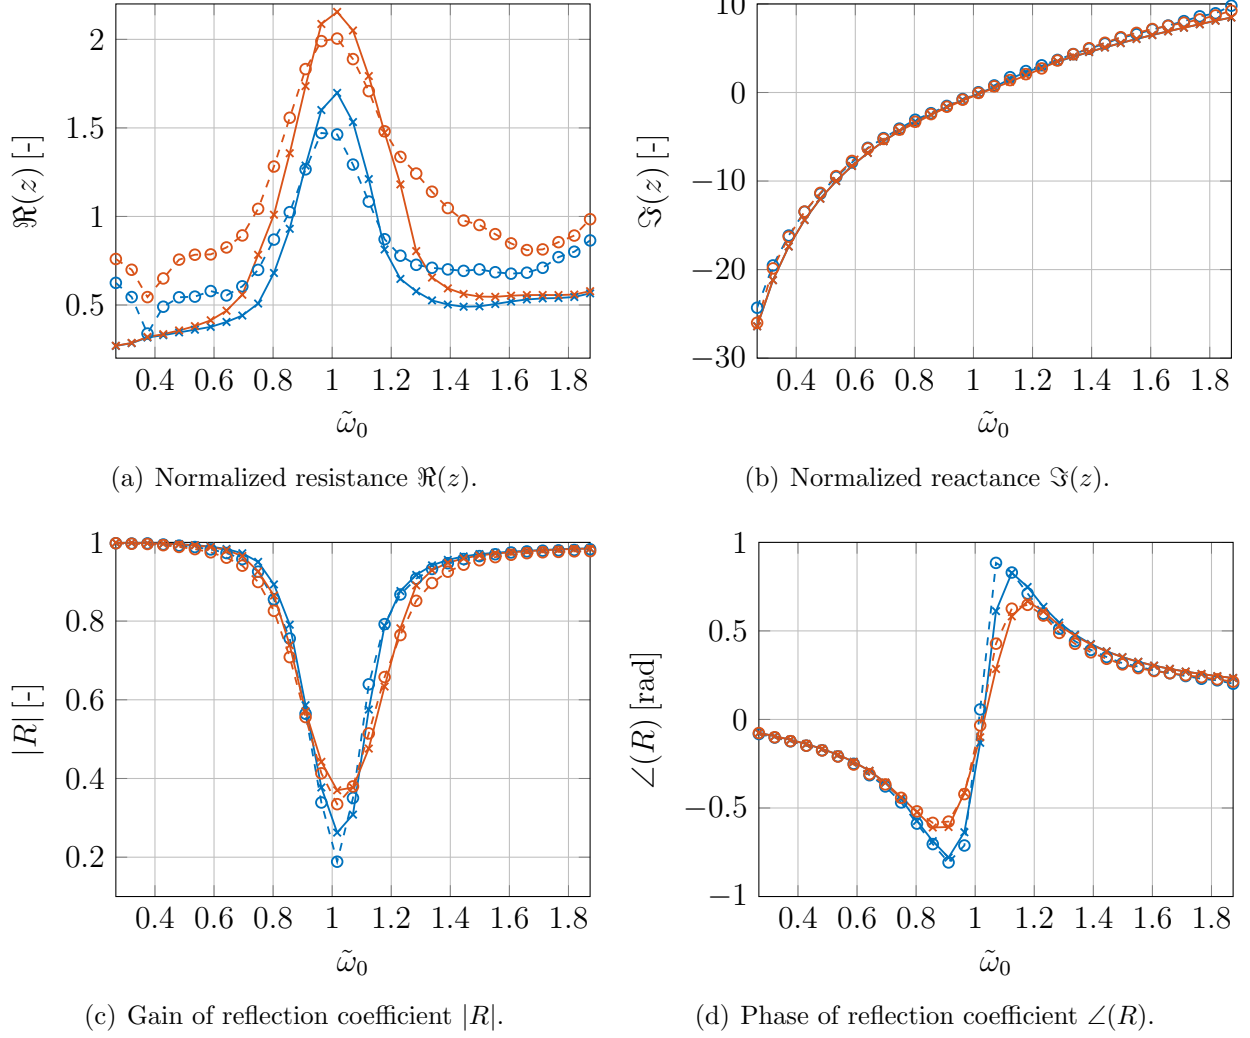 2
1.5
1
0.5
ℜ(z) [-]
0.4 0.6 0.8 1 1.2 1.4 1.6 1.8
ω̃₀
(a) Normalized resistance ℜ(z).
10
0
−10
−20
−30
ℑ(z) [-]
0.4 0.6 0.8 1 1.2 1.4 1.6 1.8
ω̃₀
(b) Normalized reactance ℑ(z).
1
0.8
0.6
0.4
0.2
|R| [-]
0.4 0.6 0.8 1 1.2 1.4 1.6 1.8
ω̃₀
(c) Gain of reflection coefficient |R|.
1
0.5
0
−0.5
−1
∠(R) [rad]
0.4 0.6 0.8 1 1.2 1.4 1.6 1.8
ω̃₀
(d) Phase of reflection coefficient ∠(R).